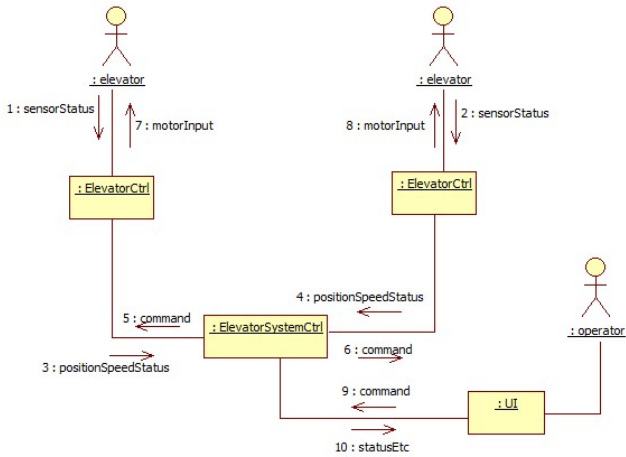 : elevator
: elevator
1 : sensorStatus
7 : motorInput
8 : motorInput
2 : sensorStatus
: ElevatorCtrl
: ElevatorCtrl
4 : positionSpeedStatus
5 : command
: ElevatorSystemCtrl
: operator
6 : command
3 : positionSpeedStatus
9 : command
: UI
10 : statusEtc